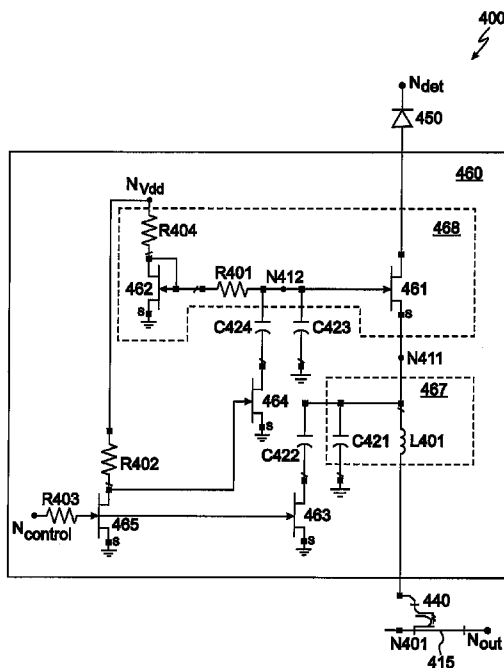 400
Ndet
450
460
NVdd
468
R404
R401
N412
462
461
S
S
C424
C423
N411
467
464
S
C422
C421
L401
R402
R403
Ncontrol
465
S
463
S
440
N401
Nout
415